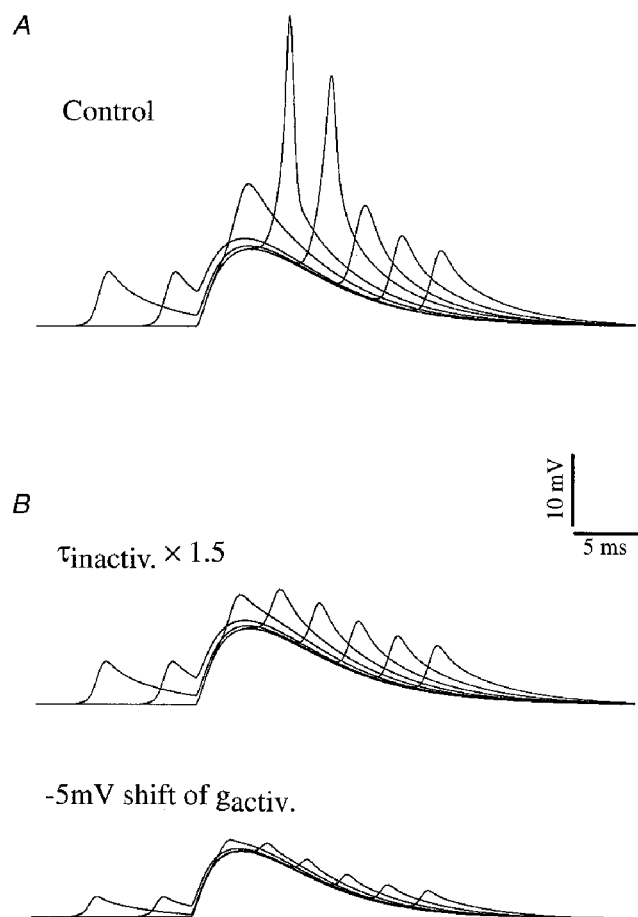 A
Control
10 mV
5 ms
B
τinactiv. × 1.5
-5mV shift of gactiv.